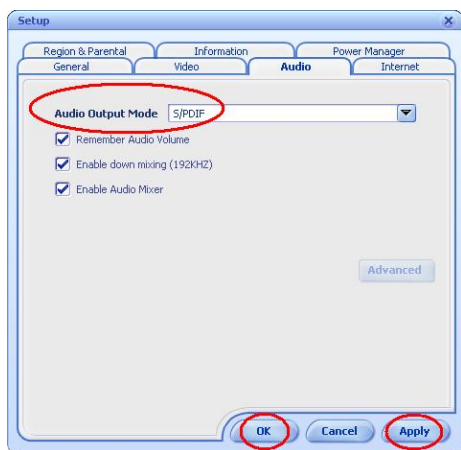 Setup
Region & Parental Information Power Manager
General Video Audio Internet
Audio Output Mode S/PDIF
Remember Audio Volume
Enable down mixing (192KHZ)
Enable Audio Mixer
Advanced
OK Cancel Apply